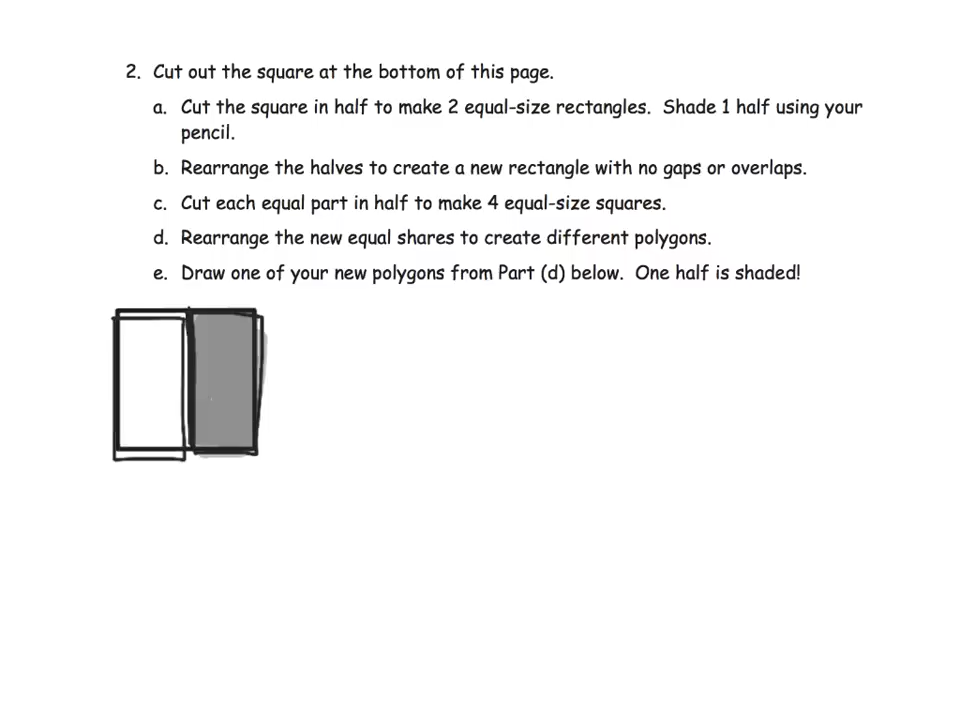 2. Cut out the square at the bottom of this page.
a. Cut the square in half to make 2 equal-size rectangles. Shade 1 half using your
pencil.
b. Rearrange the halves to create a new rectangle with no gaps or overlaps.
c. Cut each equal part in half to make 4 equal-size squares.
d. Rearrange the new equal shares to create different polygons.
e. Draw one of your new polygons from Part (d) below. One half is shaded!